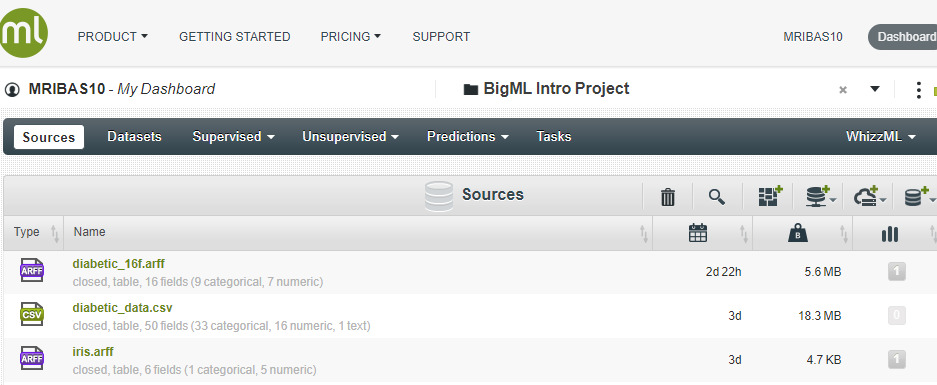 ml PRODUCT GETTING STARTED PRICING SUPPORT MRIBAS10 Dashboard
MRIBAS10 - My Dashboard BigML Intro Project ×
Sources Datasets Supervised Unsupervised Predictions Tasks WhizzML
Sources
Type Name B
ARFF diabetic_16f.arff 2d 22h 5.6 MB 1
closed, table, 16 fields (9 categorical, 7 numeric)
CSV diabetic_data.csv 3d 18.3 MB 0
closed, table, 50 fields (33 categorical, 16 numeric, 1 text)
ARFF iris.arff 3d 4.7 KB 1
closed, table, 6 fields (1 categorical, 5 numeric)